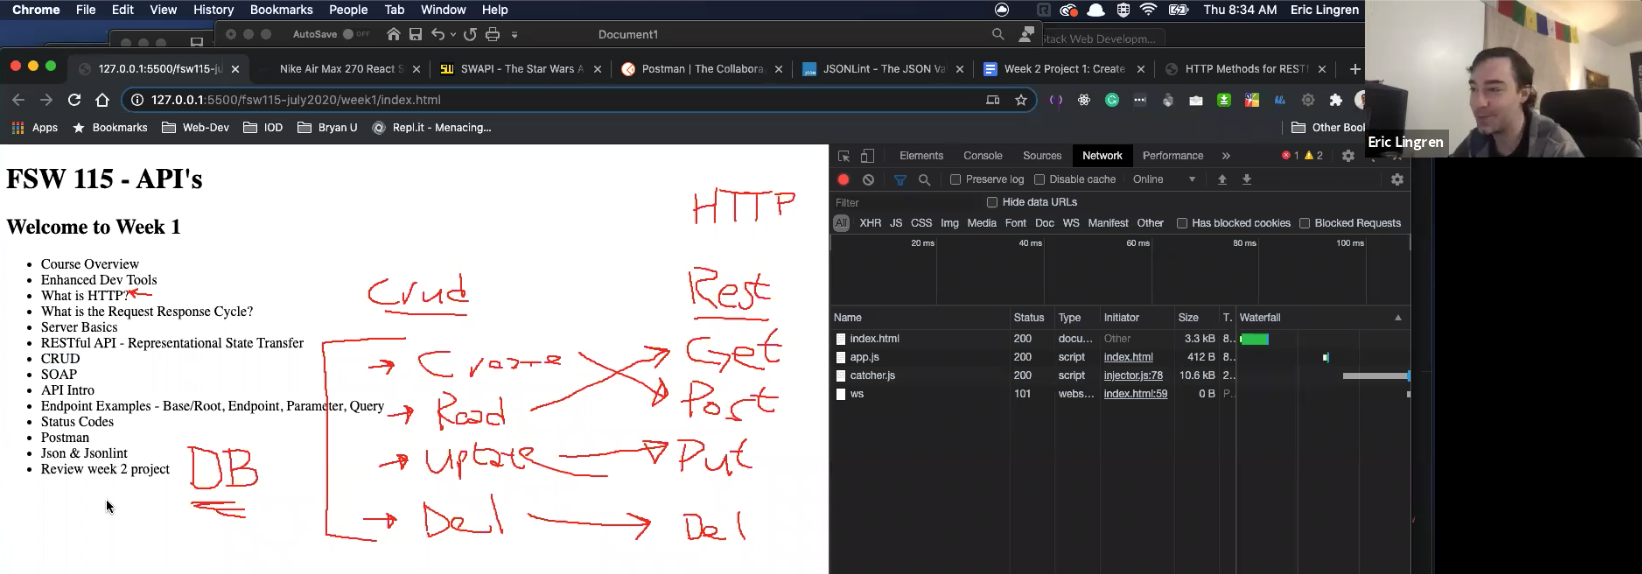 Chrome File Edit View History Bookmarks People Tab Window Help Thu 8:34 AM Eric Lingren
AutoSave OFF Document1 Stack Web Developm...
127.0.0.1:5500/fsw115-ju Nike Air Max 270 React S SWAPI - The Star Wars A Postman | The Collabora JSONLint - The JSON Va Week 2 Project 1: Create HTTP Methods for REST
127.0.0.1:5500/fsw115-july2020/week1/index.html
Apps Bookmarks Web-Dev IOD Bryan U Repl.it - Menacing... Other Book
Eric Lingren
FSW 115 - API's
Welcome to Week 1
Course Overview
Enhanced Dev Tools
What is HTTP?
What is the Request Response Cycle?
Server Basics
RESTful API - Representational State Transfer
CRUD
SOAP
API Intro
Endpoint Examples - Base/Root, Endpoint, Parameter, Query
Status Codes
Postman
Json & Jsonlint
Review week 2 project
DB
HTTP
Crud Rest
Create Get
Read Post
Update Put
Del Del
Elements Console Sources Network Performance 1 2
Preserve log Disable cache Online
Filter Hide data URLs
All XHR JS CSS Img Media Font Doc WS Manifest Other Has blocked cookies Blocked Requests
20 ms 40 ms 60 ms 80 ms 100 ms
Name Status Type Initiator Size T.. Waterfall
index.html 200 docu... Other 3.3 kB 8..
app.js 200 script index.html 412 B 8..
catcher.js 200 script injector.js:78 10.6 kB 2..
ws 101 webs... index.html:59 0 B P..